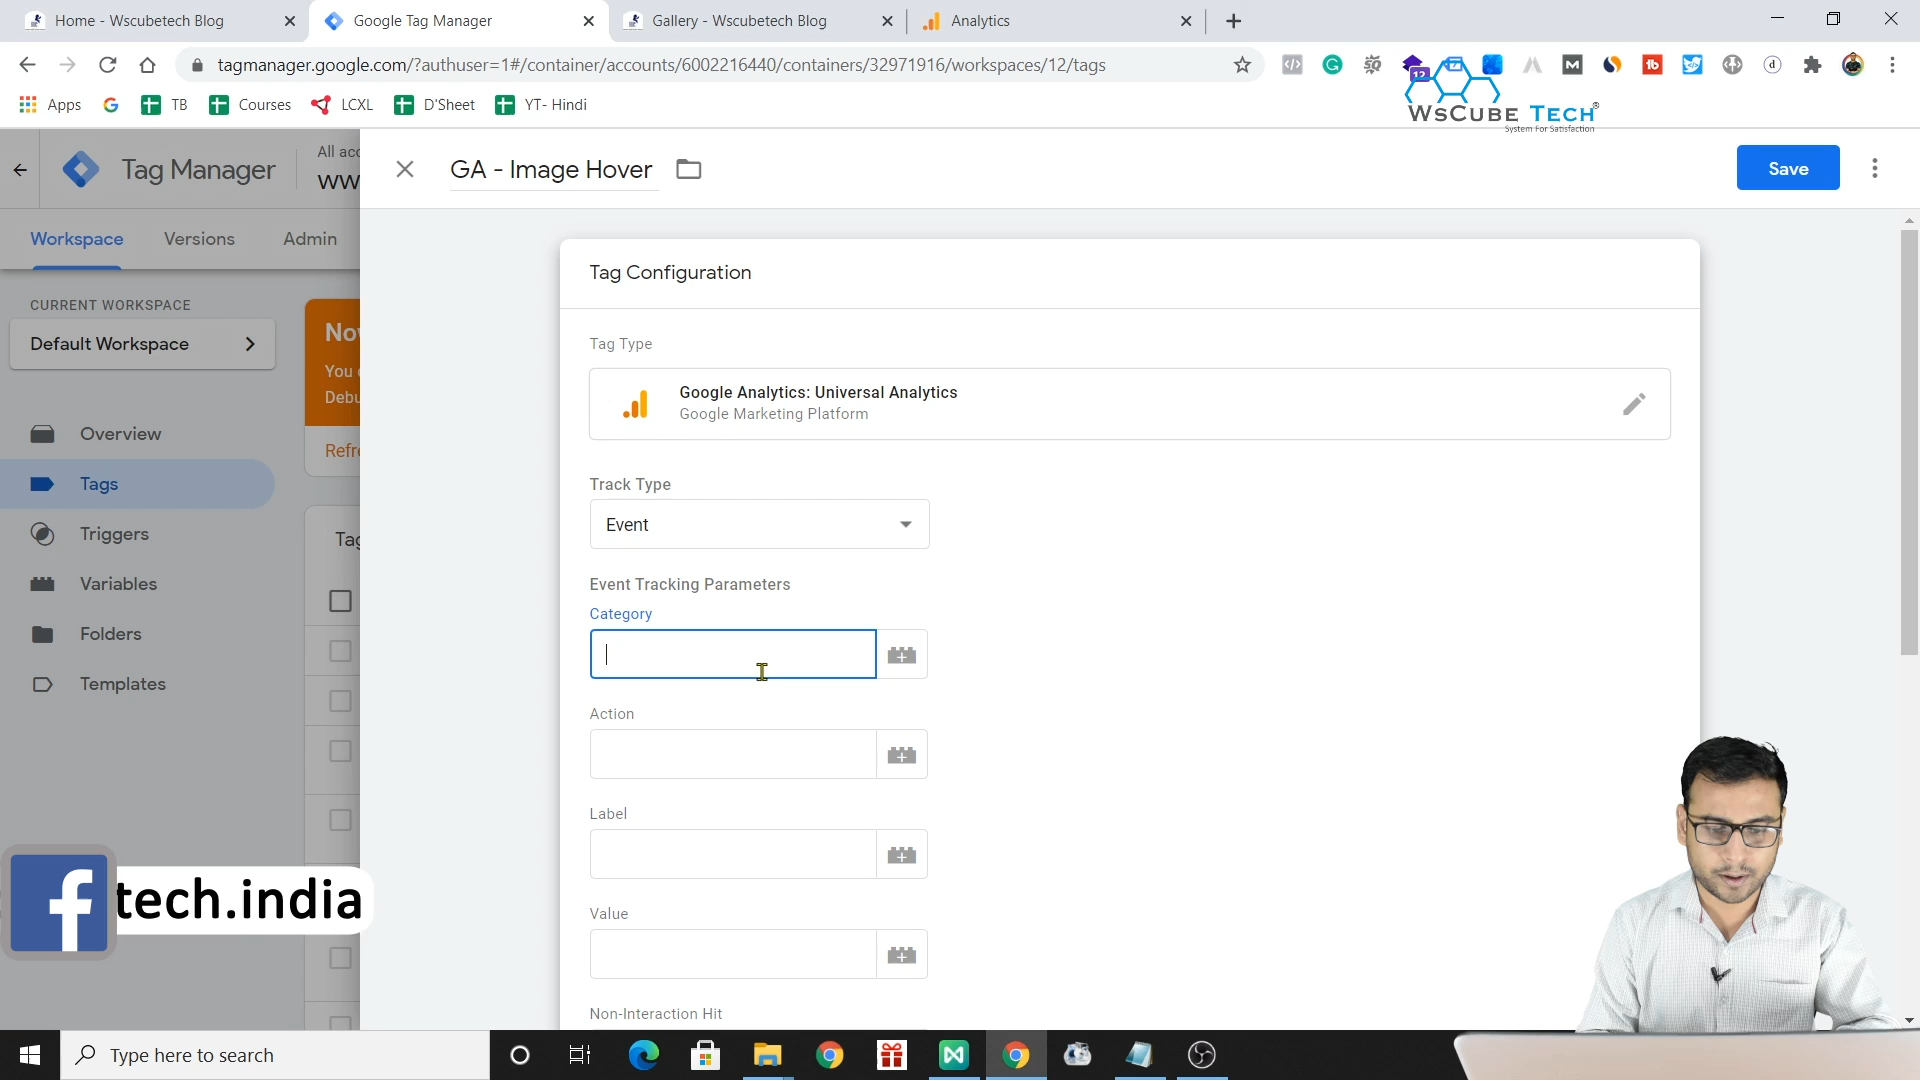 Home - Wscubetech Blog
Google Tag Manager
Gallery - Wscubetech Blog
Analytics
tagmanager.google.com/?authuser=1#/container/accounts/6002216440/containers/32971916/workspaces/12/tags
Apps
TB
Courses
LCXL
D'Sheet
YT- Hindi
12
WSCUBE TECH®
System For Satisfaction
Tag Manager
All acc
ww
GA - Image Hover
Save
Workspace
Versions
Admin
Tag Configuration
CURRENT WORKSPACE
Default Workspace
Nov
You
Debu
Refre
Tag Type
Google Analytics: Universal Analytics
Google Marketing Platform
Overview
Tags
Triggers
Variables
Folders
Templates
Tag
Track Type
Event
Event Tracking Parameters
Category
Action
Label
Value
Non-Interaction Hit
tech.india
Type here to search